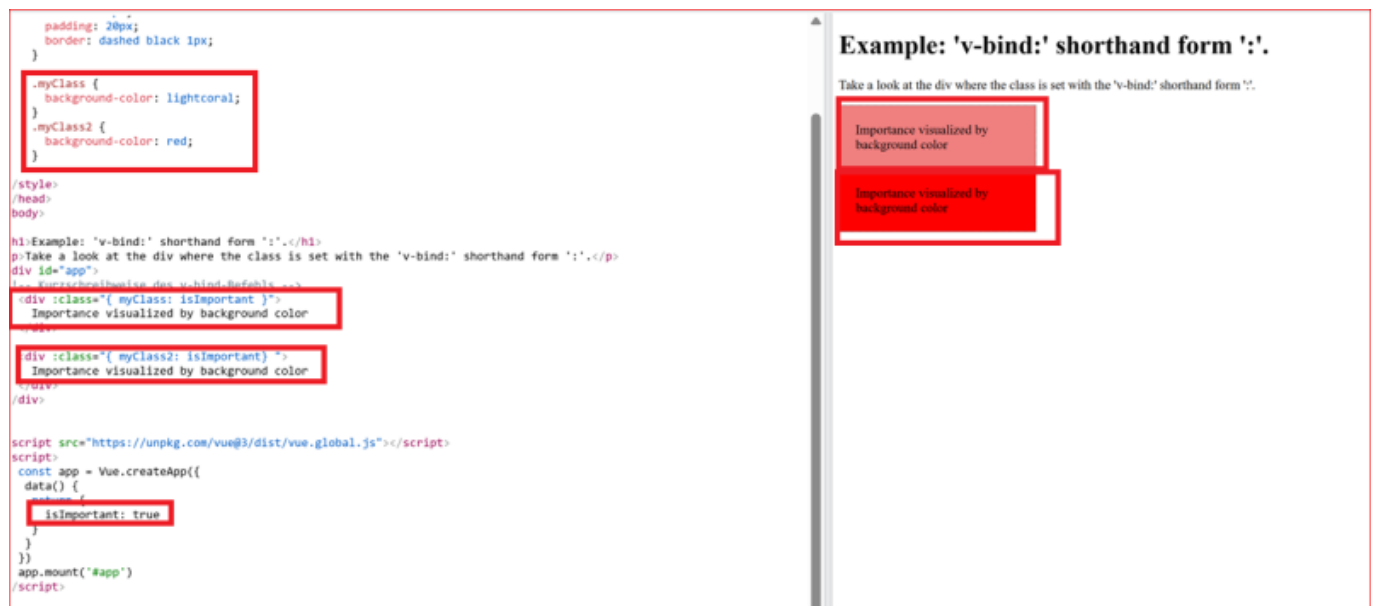 padding: 20px;
border: dashed black 1px;
}
.myClass {
background-color: lightcoral;
}
.myClass2 {
background-color: red;
}
/style>
/head>
body>
h1>Example: 'v-bind:' shorthand form ':'.</h1>
p>Take a look at the div where the class is set with the 'v-bind:' shorthand form ':'.</p>
div id="app">
!-- Kurzschreibweise des v-bind-Befehls -->
<div :class="{ myClass: isImportant }">
Importance visualized by background color
</div>
<div :class="{ myClass2: isImportant} ">
Importance visualized by background color
</div>
/div>
script src="https://unpkg.com/vue@3/dist/vue.global.js"></script>
script>
const app = Vue.createApp({
data() {
return {
isImportant: true
}
}
})
app.mount('#app')
/script>
Example: 'v-bind:' shorthand form ':'.
Take a look at the div where the class is set with the 'v-bind:' shorthand form ':'.
Importance visualized by
background color
Importance visualized by
background color